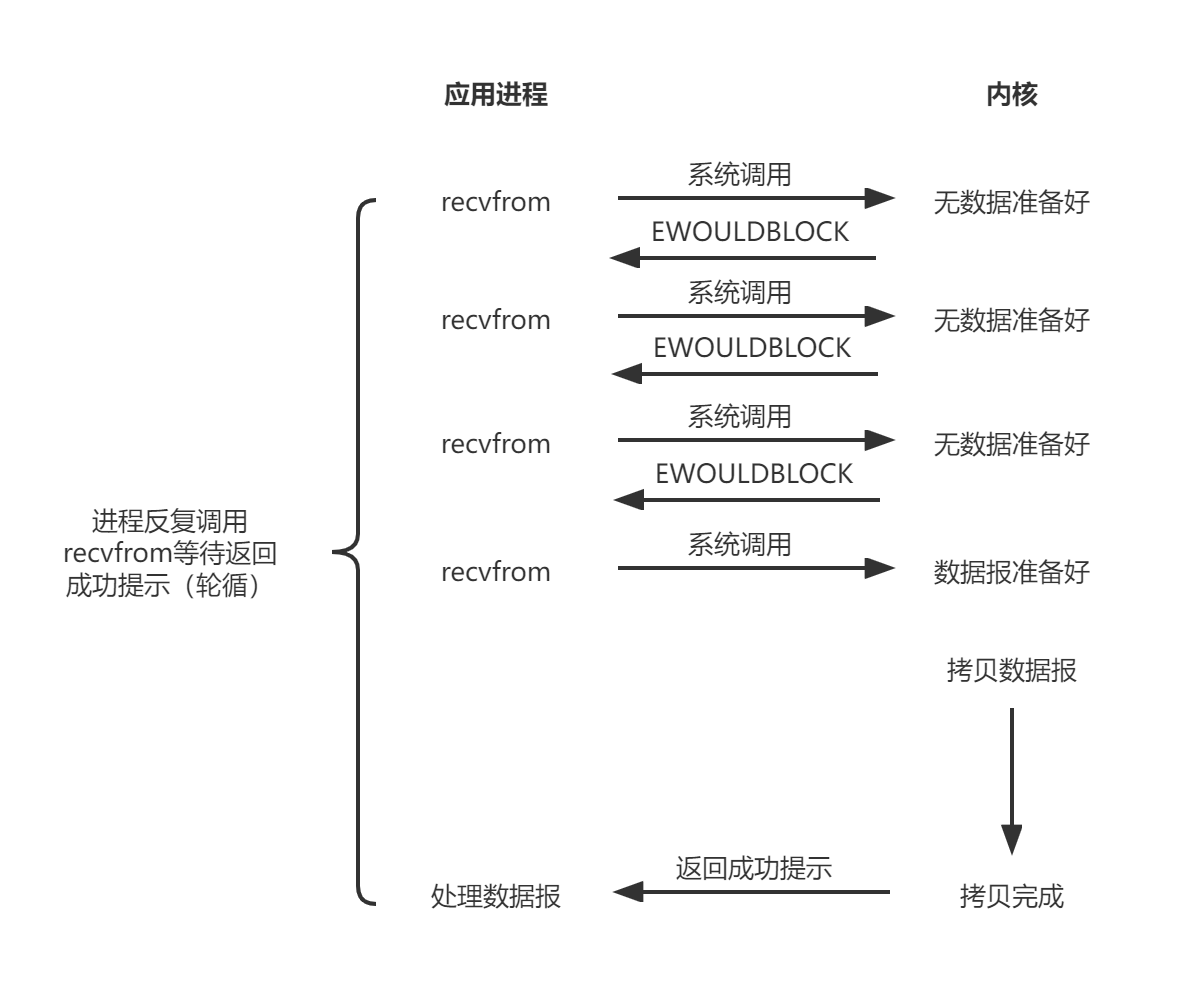 应用进程
内核
系统调用
recvfrom
无数据准备好
EWOULDBLOCK
系统调用
recvfrom
无数据准备好
EWOULDBLOCK
系统调用
recvfrom
无数据准备好
EWOULDBLOCK
进程反复调用
recvfrom等待返回
成功提示（轮循）
系统调用
recvfrom
数据报准备好
拷贝数据报
返回成功提示
处理数据报
拷贝完成